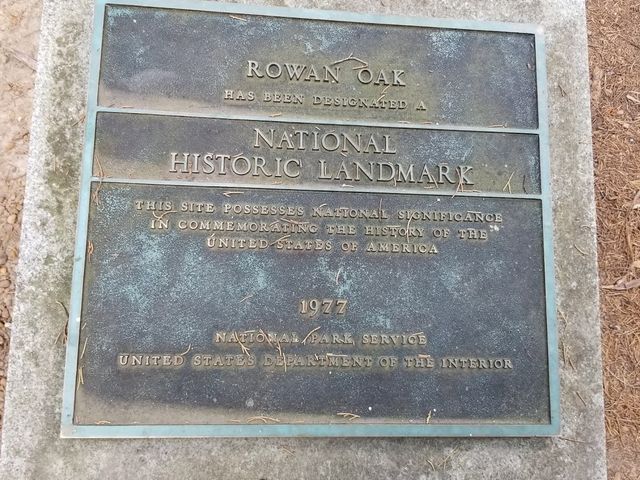 ROWAN OAK
HAS BEEN DESIGNATED A
NATIONAL
HISTORIC LANDMARK
THIS SITE POSSESSES NATIONAL SIGNIFICANCE
IN COMMEMORATING THE HISTORY OF THE
UNITED STATES OF AMERICA
1977
NATIONAL PARK SERVICE
UNITED STATES DEPARTMENT OF THE INTERIOR